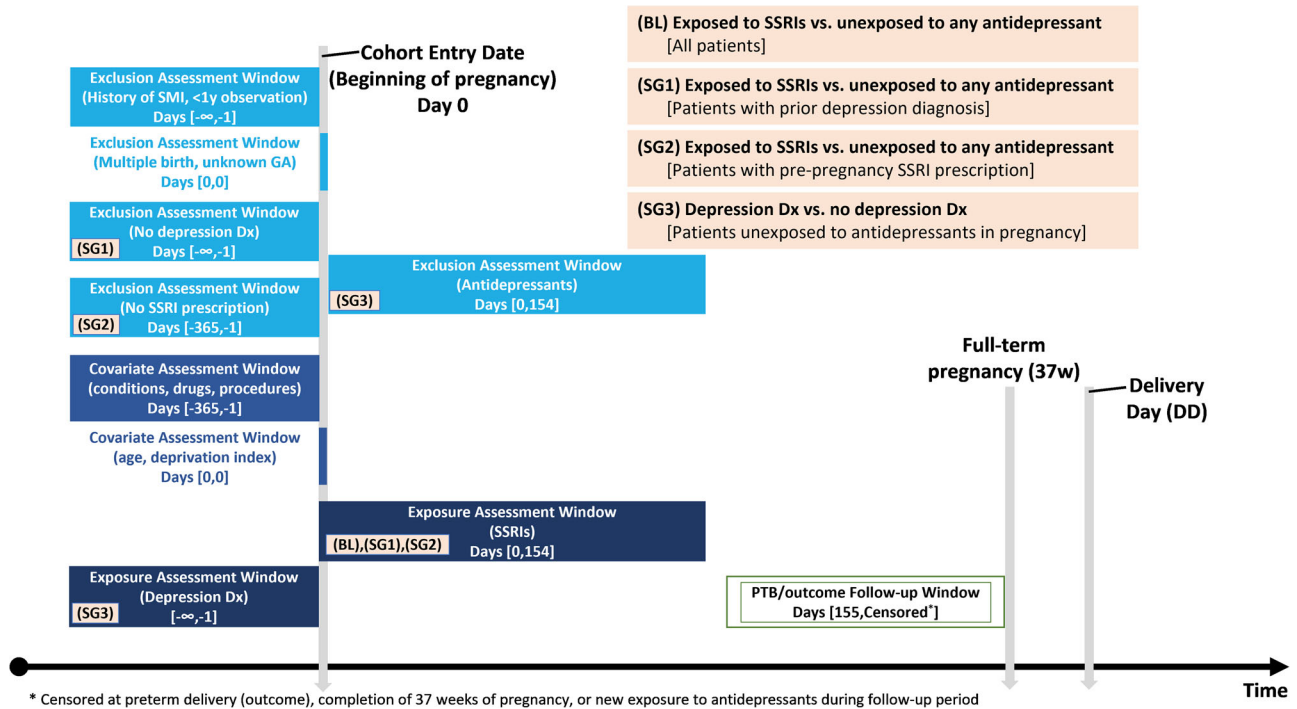 (BL) Exposed to SSRIs vs. unexposed to any antidepressant
[All patients]
(SG1) Exposed to SSRIs vs. unexposed to any antidepressant
[Patients with prior depression diagnosis]
(SG2) Exposed to SSRIs vs. unexposed to any antidepressant
[Patients with pre-pregnancy SSRI prescription]
(SG3) Depression Dx vs. no depression Dx
[Patients unexposed to antidepressants in pregnancy]
Cohort Entry Date
(Beginning of pregnancy)
Day 0
Exclusion Assessment Window
(History of SMI, <1y observation)
Days [-∞,-1]
Exclusion Assessment Window
(Multiple birth, unknown GA)
Days [0,0]
Exclusion Assessment Window
(No depression Dx)
(SG1)
Days [-∞,-1]
Exclusion Assessment Window
(Antidepressants)
(SG3)
Days [0,154]
Exclusion Assessment Window
(No SSRI prescription)
(SG2)
Days [-365,-1]
Full-term
pregnancy (37w)
Delivery
Day (DD)
Covariate Assessment Window
(conditions, drugs, procedures)
Days [-365,-1]
Covariate Assessment Window
(age, deprivation index)
Days [0,0]
Exposure Assessment Window
(SSRIs)
(BL),(SG1),(SG2)
Days [0,154]
Exposure Assessment Window
(Depression Dx)
(SG3)
[-∞,-1]
PTB/outcome Follow-up Window
Days [155,Censored*]
Time
* Censored at preterm delivery (outcome), completion of 37 weeks of pregnancy, or new exposure to antidepressants during follow-up period